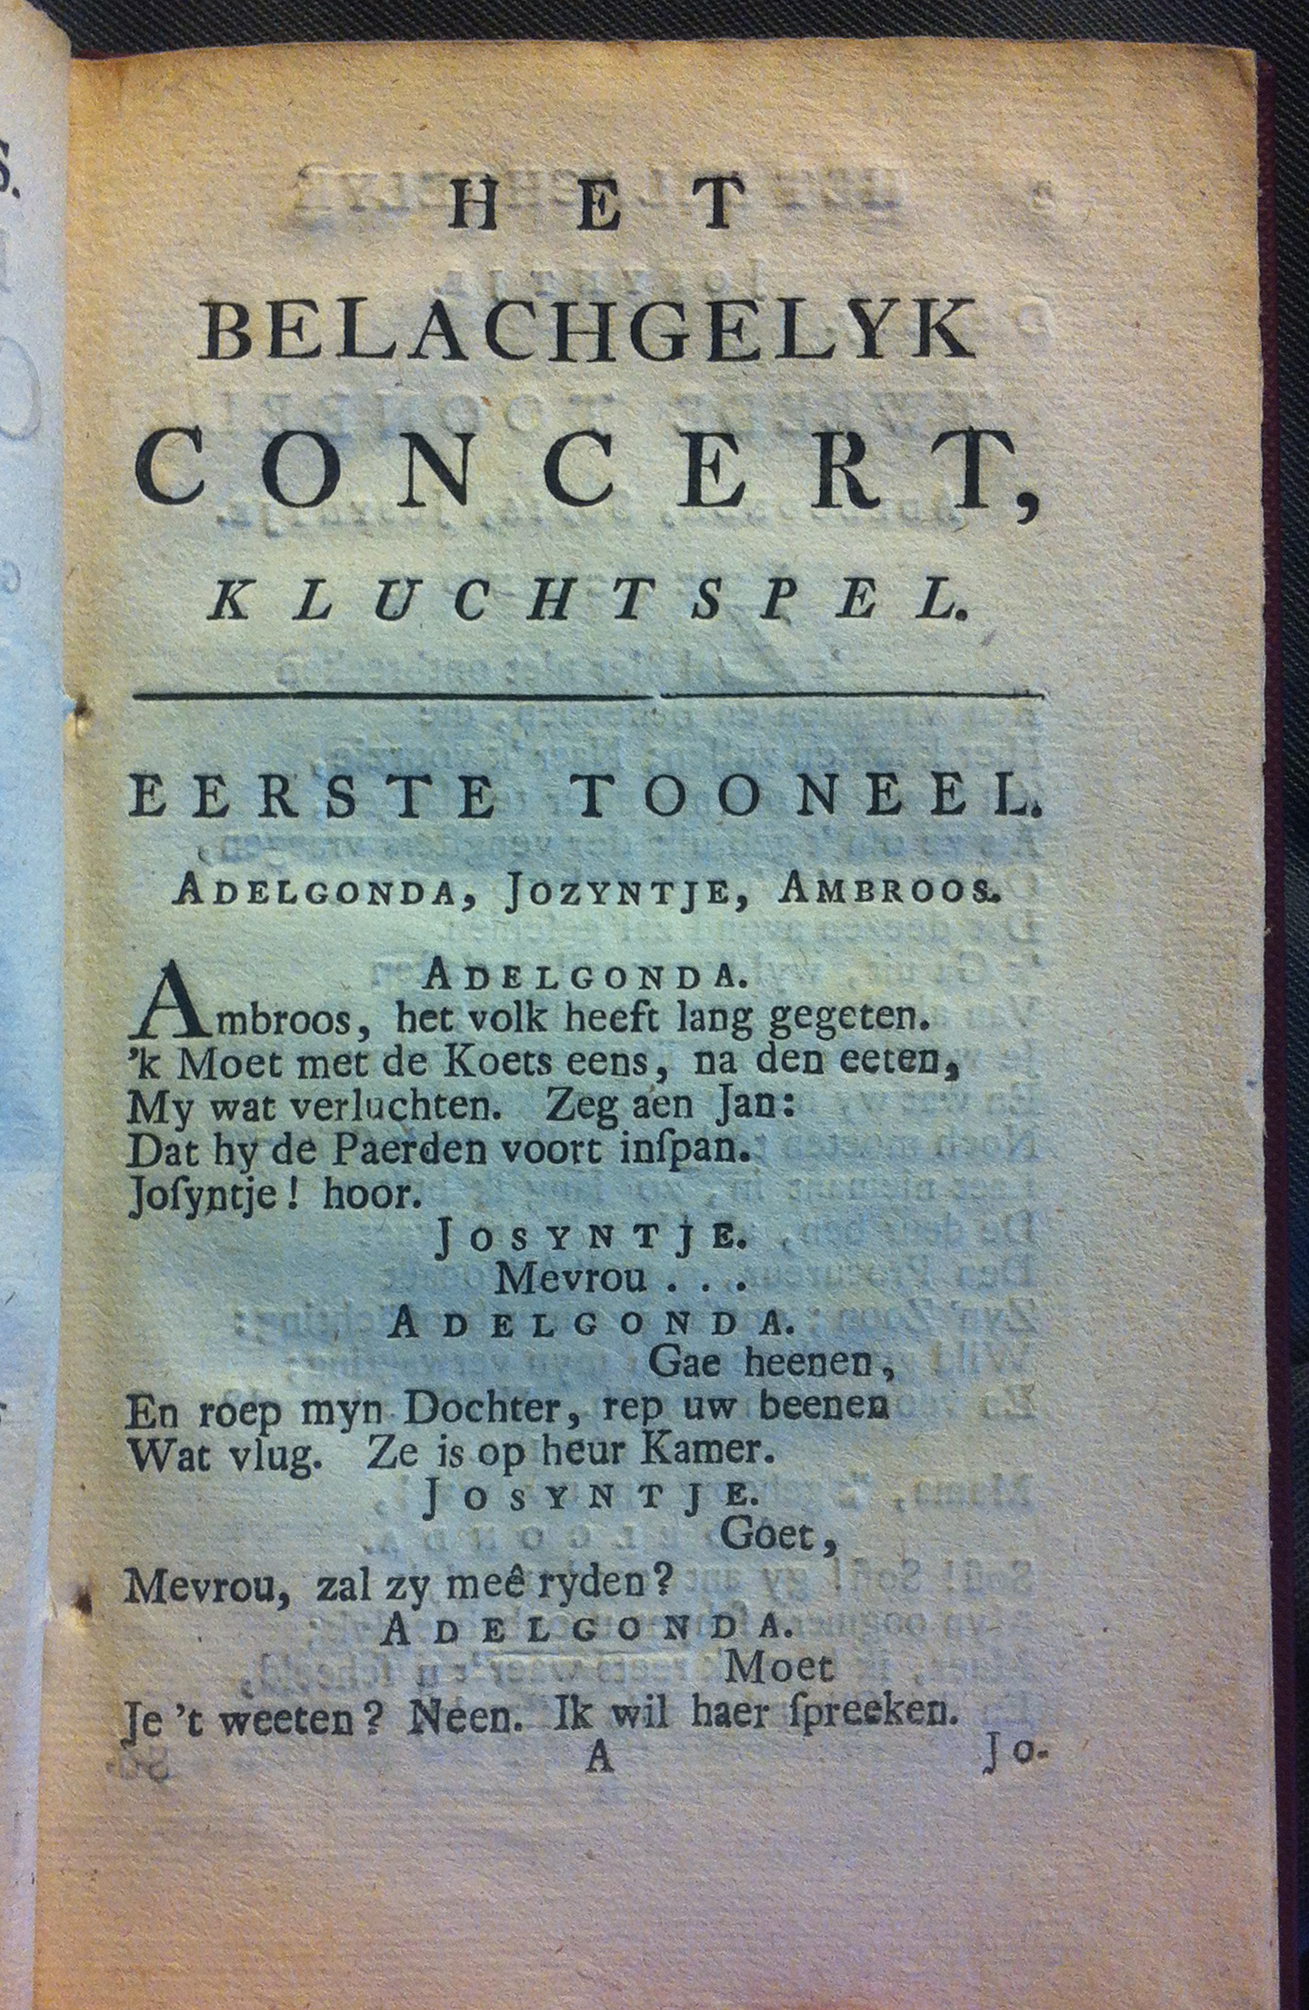 HET
BELACHGELYK
CONCERT,
KLUCHTSPEL.
EERSTE TOONEEL.
ADELGONDA, JOZYNTJE, AMBROOS.
ADELGONDA.
Ambroos, het volk heeft lang gegeten.
’k Moet met de Koets eens, na den eeten,
My wat verluchten. Zeg aen Jan:
Dat hy de Paerden voort inſpan.
Joſyntje! hoor.
JOSYNTJE.
Mevrou . . .
ADELGONDA.
Gae heenen,
En roep myn Dochter, rep uw beenen
Wat vlug. Ze is op heur Kamer.
JOSYNTJE.
Goet,
Mevrou, zal zy meê ryden?
ADELGONDA.
Moet
Je ’t weeten? Neen. Ik wil haer ſpreeken.
A
Jo-